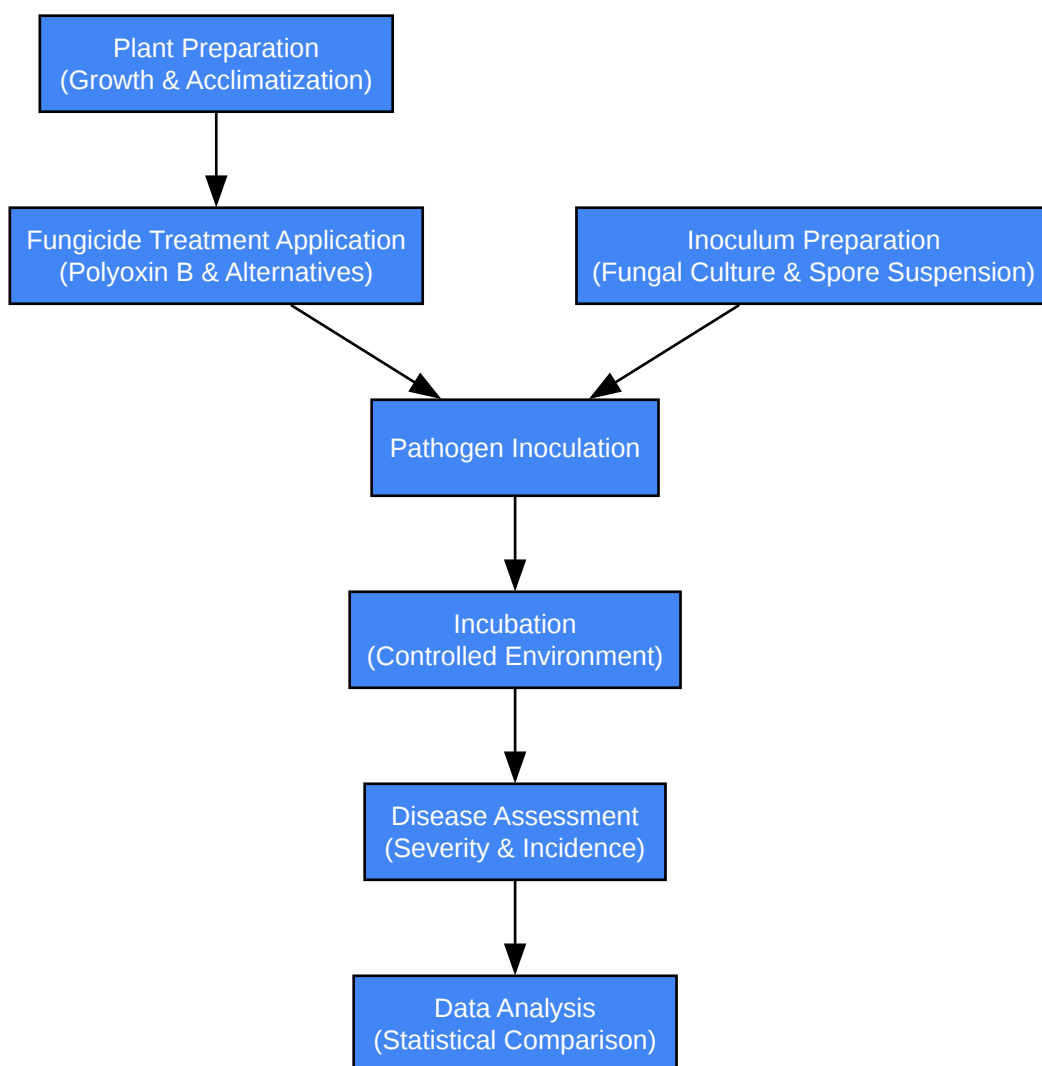 Plant Preparation
(Growth & Acclimatization)
Fungicide Treatment Application
(Polyoxin B & Alternatives)
Inoculum Preparation
(Fungal Culture & Spore Suspension)
Pathogen Inoculation
Incubation
(Controlled Environment)
Disease Assessment
(Severity & Incidence)
Data Analysis
(Statistical Comparison)